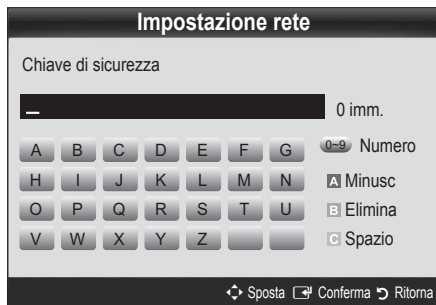 Impostazione rete
Chiave di sicurezza
_ 0 imm.
A B C D E F G 0~9 Numero
H I J K L M N A Minusc
O P Q R S T U B Elimina
V W X Y Z C Spazio
Sposta Conferma Ritorna